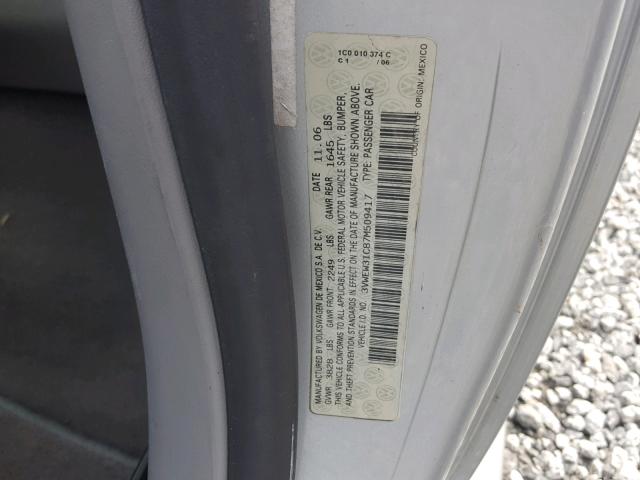 MANUFACTURED BY VOLKSWAGEN DE MEXICO S.A. DE C.V. DATE 11.06
GVWR 3828 LBS GAWR FRONT: 2249 LBS GAWR REAR 1645 LBS
THIS VEHICLE CONFORMS TO ALL APPLICABLE U.S. FEDERAL MOTOR VEHICLE SAFETY, BUMPER,
AND THEFT PREVENTION STANDARDS IN EFFECT ON THE DATE OF MANUFACTURE SHOWN ABOVE.
VEHICLE I.D. NO. 3VWEW31C87M509417 TYPE: PASSENGER CAR
COUNTRY OF ORIGIN: MEXICO
1C0 010 374 C
C 1 / 06